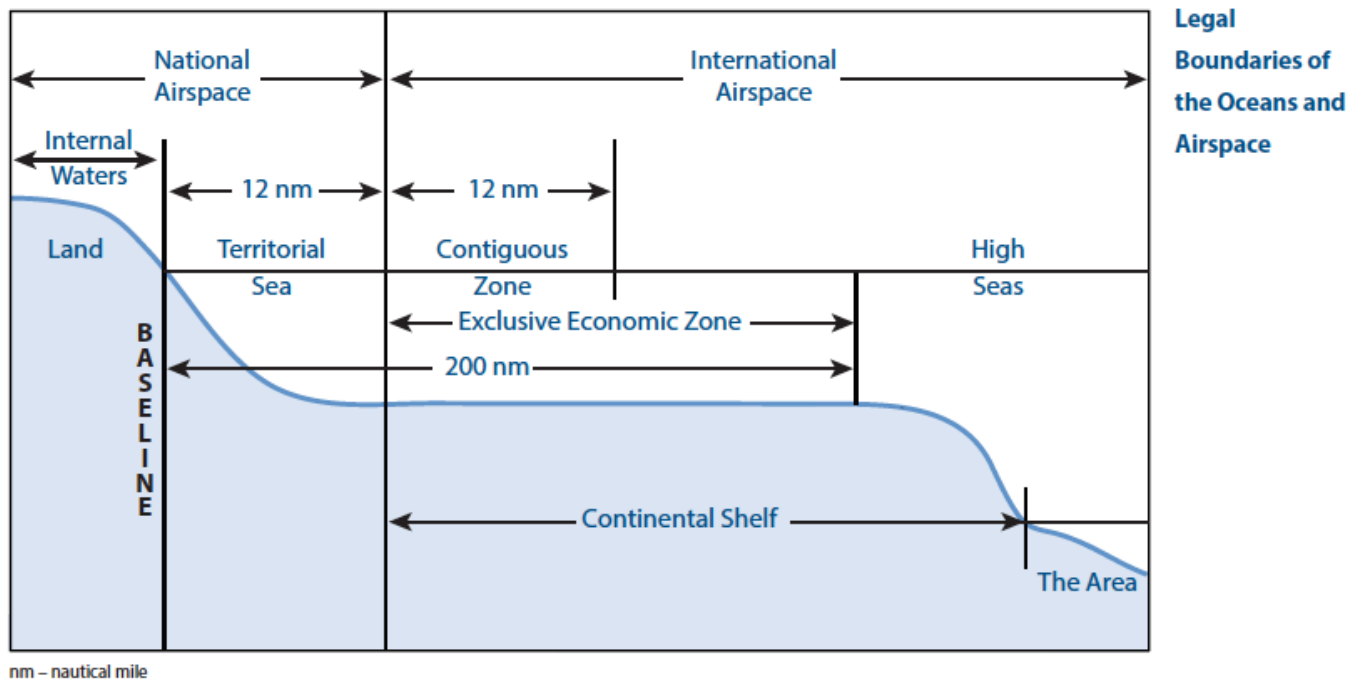 Legal
Boundaries of
the Oceans and
Airspace
National
Airspace
International
Airspace
Internal
Waters
12 nm
12 nm
Land
Territorial
Sea
Contiguous
Zone
High
Seas
Exclusive Economic Zone
200 nm
BASELINE
Continental Shelf
The Area
nm – nautical mile